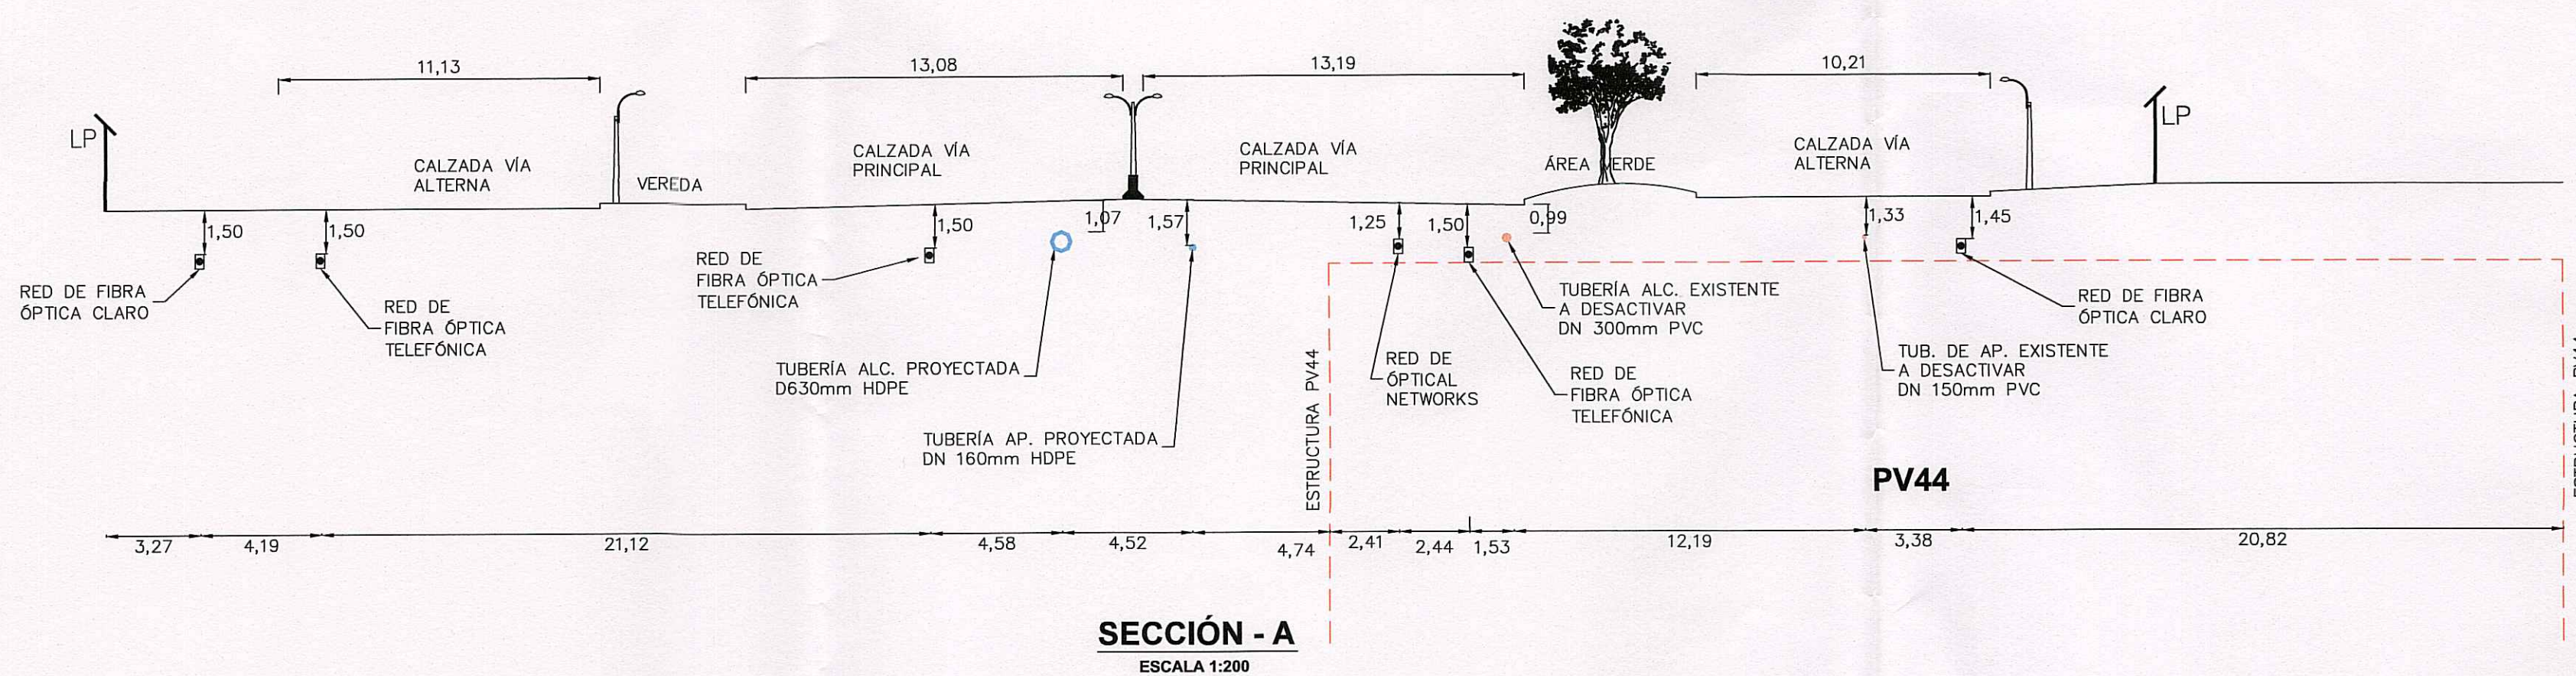 11,13
13,08
13,19
10,21
LP
CALZADA VÍA
ALTERNA
VEREDA
CALZADA VÍA
PRINCIPAL
CALZADA VÍA
PRINCIPAL
ÁREA VERDE
CALZADA VÍA
ALTERNA
LP
1,50
1,50
1,50
1,07
1,57
1,25
1,50
0,99
1,33
1,45
RED DE FIBRA
ÓPTICA CLARO
RED DE
FIBRA ÓPTICA
TELEFÓNICA
RED DE
FIBRA ÓPTICA
TELEFÓNICA
TUBERÍA ALC. PROYECTADA
D630mm HDPE
TUBERÍA AP. PROYECTADA
DN 160mm HDPE
ESTRUCTURA PV44
RED DE
ÓPTICAL
NETWORKS
RED DE
FIBRA ÓPTICA
TELEFÓNICA
TUBERÍA ALC. EXISTENTE
A DESACTIVAR
DN 300mm PVC
TUB. DE AP. EXISTENTE
A DESACTIVAR
DN 150mm PVC
RED DE FIBRA
ÓPTICA CLARO
PV44
3,27
4,19
21,12
4,58
4,52
4,74
2,41
2,44
1,53
12,19
3,38
20,82
SECCIÓN - A
ESCALA 1:200